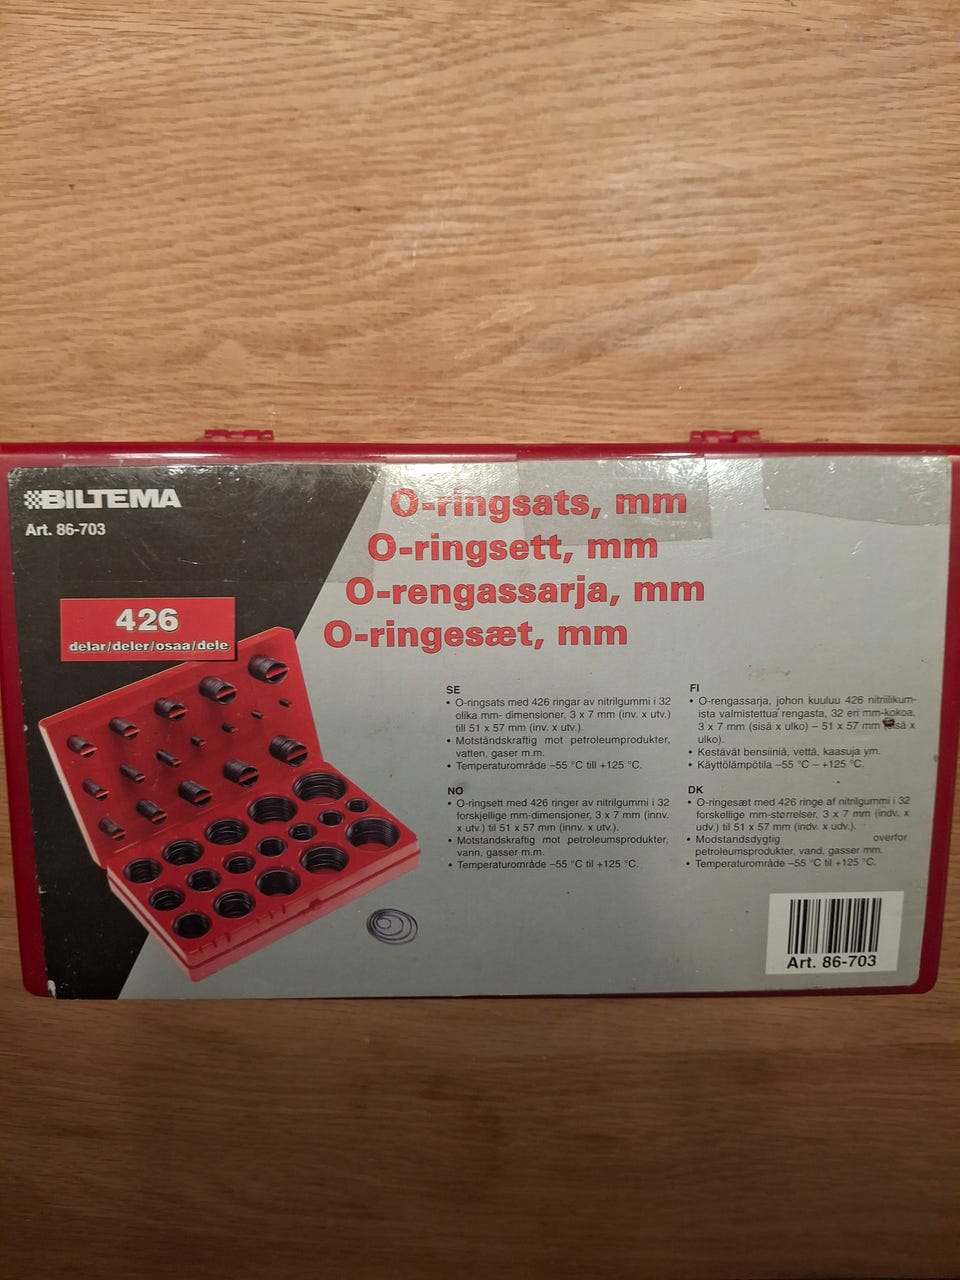 BILTEMA
Art. 86-703
426
delar/deler/osaa/dele
O-ringsats, mm
O-ringsett, mm
O-rengassarja, mm
O-ringesæt, mm
SE
• O-ringsats med 426 ringar av nitrilgummi i 32
olika mm- dimensioner, 3 x 7 mm (inv. x utv.)
till 51 x 57 mm (inv. x utv.).
• Motståndskraftig mot petroleumprodukter,
vatten, gaser m.m.
• Temperaturområde –55 °C till +125 °C.
NO
• O-ringsett med 426 ringer av nitrilgummi i 32
forskjellige mm-dimensjoner, 3 x 7 mm (innv.
x utv.) til 51 x 57 mm (innv. x utv.).
• Motstandskraftig mot petroleumsprodukter,
vann, gasser m.m.
• Temperaturområde –55 °C til +125 °C.
FI
• O-rengassarja, johon kuuluu 426 nitriilikum-
ista valmistettua rengasta, 32 eri mm-kokoa,
3 x 7 mm (sisä x ulko) – 51 x 57 mm (sisä x
ulko).
• Kestävät bensiiniä, vettä, kaasuja ym.
• Käyttölämpötila –55 °C – +125 °C.
DK
• O-ringesæt med 426 ringe af nitrilgummi i 32
forskellige mm-størrelser, 3 x 7 mm (indv. x
udv.) til 51 x 57 mm (indv. x udv.).
• Modstandsdygtig overfor
petroleumsprodukter, vand, gasser mm.
• Temperaturområde –55 °C til +125 °C.
Art. 86-703